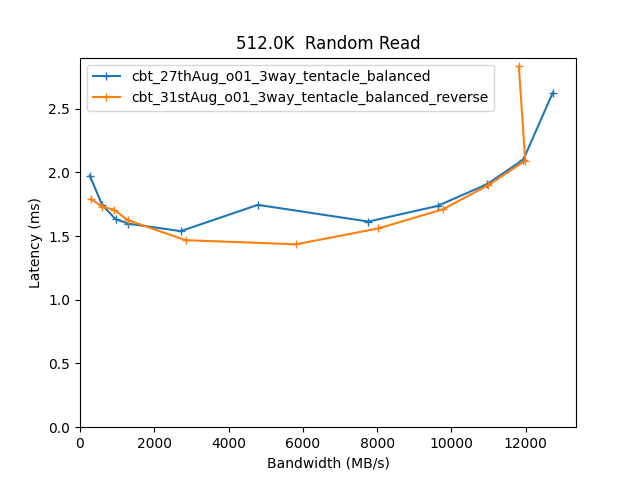 512.0K  Random Read
cbt_27thAug_o01_3way_tentacle_balanced
cbt_31stAug_o01_3way_tentacle_balanced_reverse
Latency (ms)
2.5
2.0
1.5
1.0
0.5
0.0
0 2000 4000 6000 8000 10000 12000
Bandwidth (MB/s)